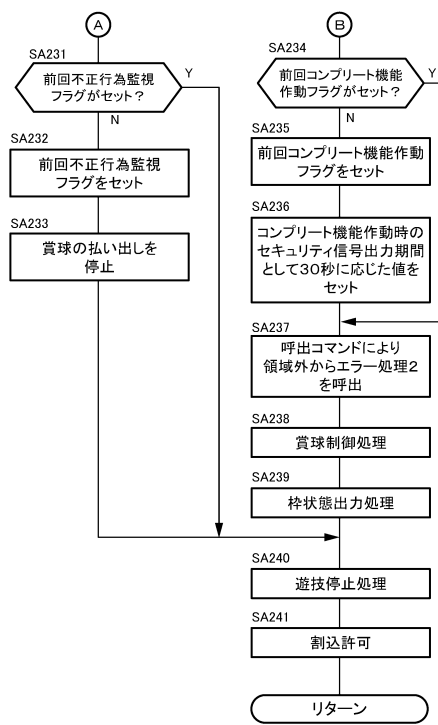 A
SA231
前回不正行為監視
フラグがセット？
Y
N
SA232
前回不正行為監視
フラグをセット
SA233
賞球の払い出しを
停止
B
SA234
前回コンプリート機能
作動フラグがセット？
Y
N
SA235
前回コンプリート機能作動
フラグをセット
SA236
コンプリート機能作動時の
セキュリティ信号出力期間
として３０秒に応じた値を
セット
SA237
呼出コマンドにより
領域外からエラー処理２
を呼出
SA238
賞球制御処理
SA239
枠状態出力処理
SA240
遊技停止処理
SA241
割込許可
リターン